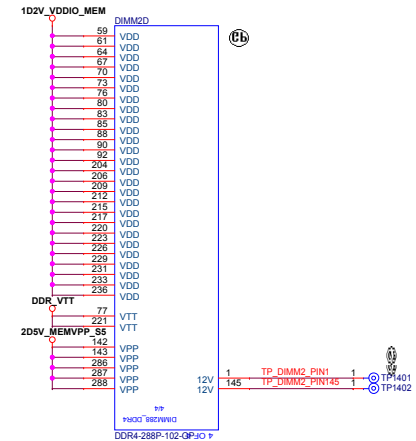 1D2V_VDDIO_MEM
DIMM2D
59 VDD
61 VDD
64 VDD
67 VDD
70 VDD
73 VDD
76 VDD
80 VDD
83 VDD
85 VDD
88 VDD
90 VDD
92 VDD
204 VDD
206 VDD
209 VDD
212 VDD
215 VDD
217 VDD
220 VDD
223 VDD
226 VDD
229 VDD
231 VDD
233 VDD
236 VDD
DDR_VTT
77 VTT
221 VTT
2D5V_MEMVPP_S5
142 VPP
143 VPP
286 VPP
287 VPP
288 VPP
12V 1 TP_DIMM2_PIN1 1 TP1401
12V 145 TP_DIMM2_PIN145 1 TP1402
4/4
DIMM288_DDR4
DDR4-288P-102-GP
4 OF 4